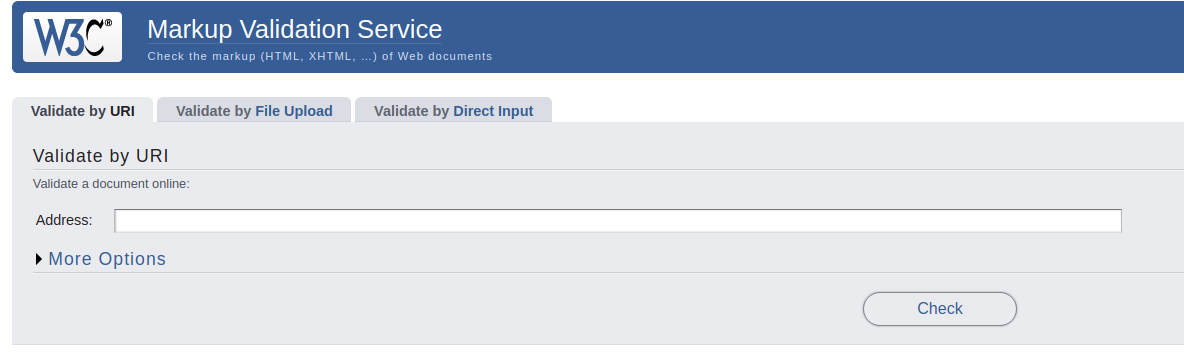 W3C®
Markup Validation Service
Check the markup (HTML, XHTML, …) of Web documents
Validate by URI
Validate by File Upload
Validate by Direct Input
Validate by URI
Validate a document online:
Address:
More Options
Check